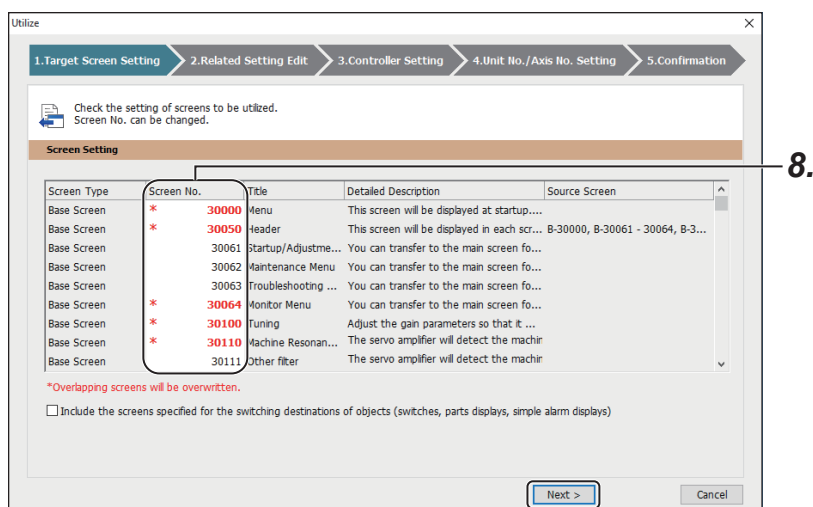 Utilize
1.Target Screen Setting 2.Related Setting Edit 3.Controller Setting 4.Unit No./Axis No. Setting 5.Confirmation
Check the setting of screens to be utilized.
Screen No. can be changed.
Screen Setting
8.
Screen Type Screen No. Title Detailed Description Source Screen
Base Screen * 30000 Menu This screen will be displayed at startup....
Base Screen * 30050 Header This screen will be displayed in each scr... B-30000, B-30061 - 30064, B-3...
Base Screen 30061 Startup/Adjustme... You can transfer to the main screen fo...
Base Screen 30062 Maintenance Menu You can transfer to the main screen fo...
Base Screen 30063 Troubleshooting ... You can transfer to the main screen fo...
Base Screen * 30064 Monitor Menu You can transfer to the main screen fo...
Base Screen * 30100 Tuning Adjust the gain parameters so that it ...
Base Screen * 30110 Machine Resonan... The servo amplifier will detect the machin
Base Screen 30111 Other filter The servo amplifier will detect the machin
*Overlapping screens will be overwritten.
Include the screens specified for the switching destinations of objects (switches, parts displays, simple alarm displays)
Next > Cancel